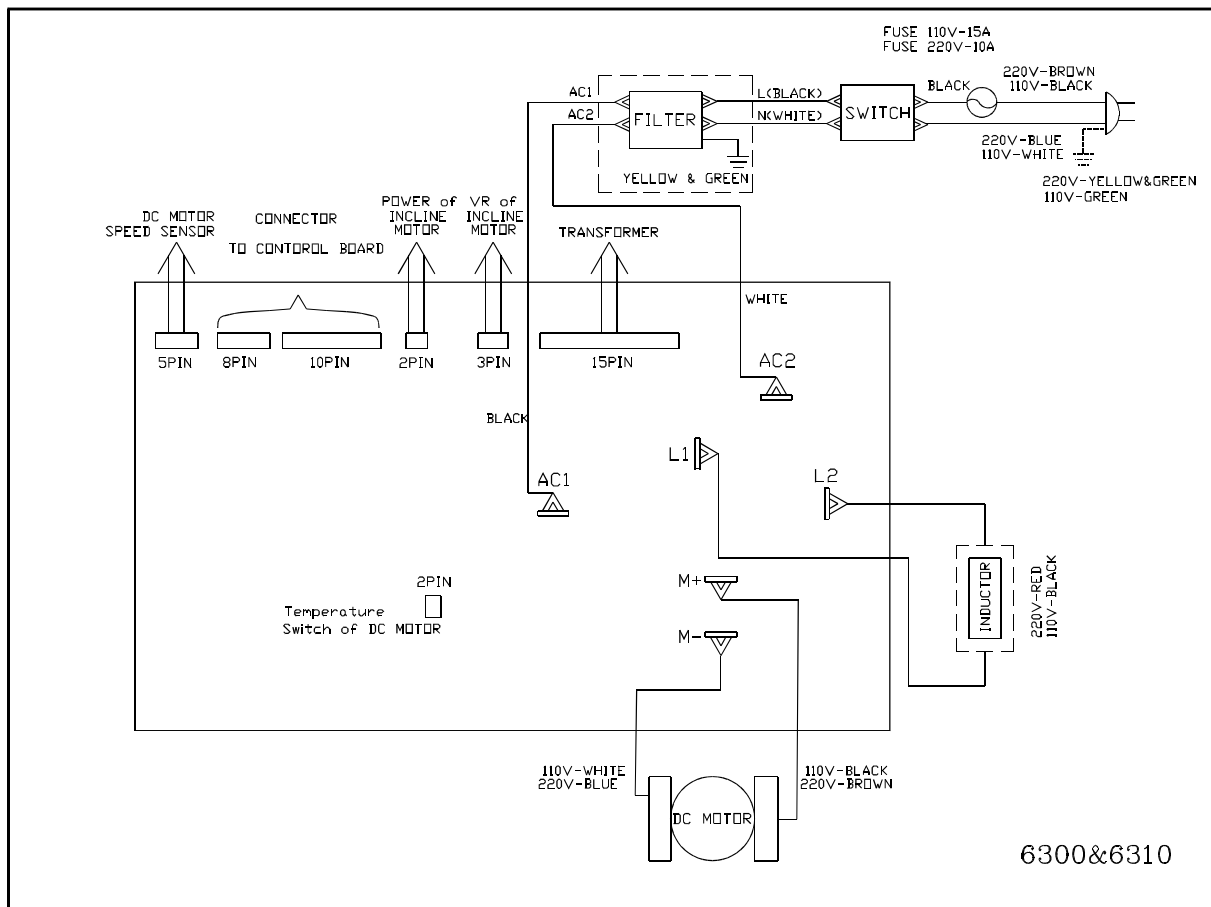 FUSE 110V-15A
FUSE 220V-10A
220V-BROWN
110V-BLACK
BLACK
AC1
L(BLACK)
AC2
FILTER
N(WHITE)
SWITCH
220V-BLUE
110V-WHITE
YELLOW & GREEN
220V-YELLOW&GREEN
110V-GREEN
DC MOTOR
SPEED SENSOR
CONNECTOR
TO CONTOROL BOARD
POWER of
INCLINE
MOTOR
VR of
INCLINE
MOTOR
TRANSFORMER
WHITE
5PIN
8PIN
10PIN
2PIN
3PIN
15PIN
AC2
BLACK
L1
AC1
L2
INDUCTOR
220V-RED
110V-BLACK
2PIN
Temperature
Switch of DC MOTOR
M+
M-
110V-WHITE
220V-BLUE
110V-BLACK
220V-BROWN
DC MOTOR
6300&6310